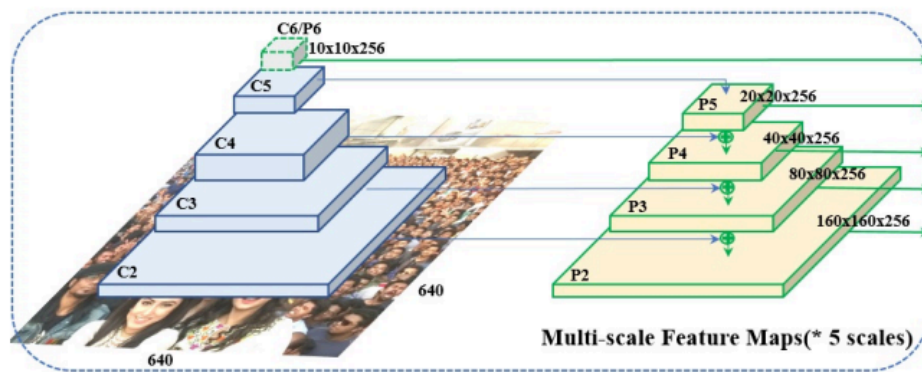 C6/P6
10x10x256
C5
C4
C3
C2
640
640
P5
20x20x256
P4
40x40x256
P3
80x80x256
P2
160x160x256
Multi-scale Feature Maps(* 5 scales)